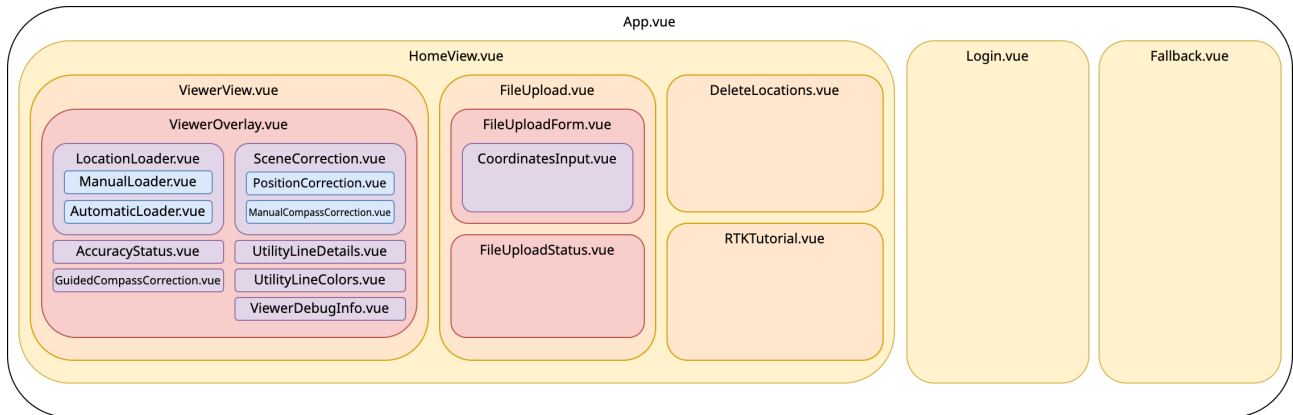 App.vue
HomeView.vue
Login.vue
Fallback.vue
ViewerView.vue
FileUpload.vue
DeleteLocations.vue
ViewerOverlay.vue
FileUploadForm.vue
LocationLoader.vue
SceneCorrection.vue
CoordinatesInput.vue
ManualLoader.vue
PositionCorrection.vue
AutomaticLoader.vue
ManualCompassCorrection.vue
RTKTutorial.vue
AccuracyStatus.vue
UtilityLineDetails.vue
FileUploadStatus.vue
GuidedCompassCorrection.vue
UtilityLineColors.vue
ViewerDebugInfo.vue